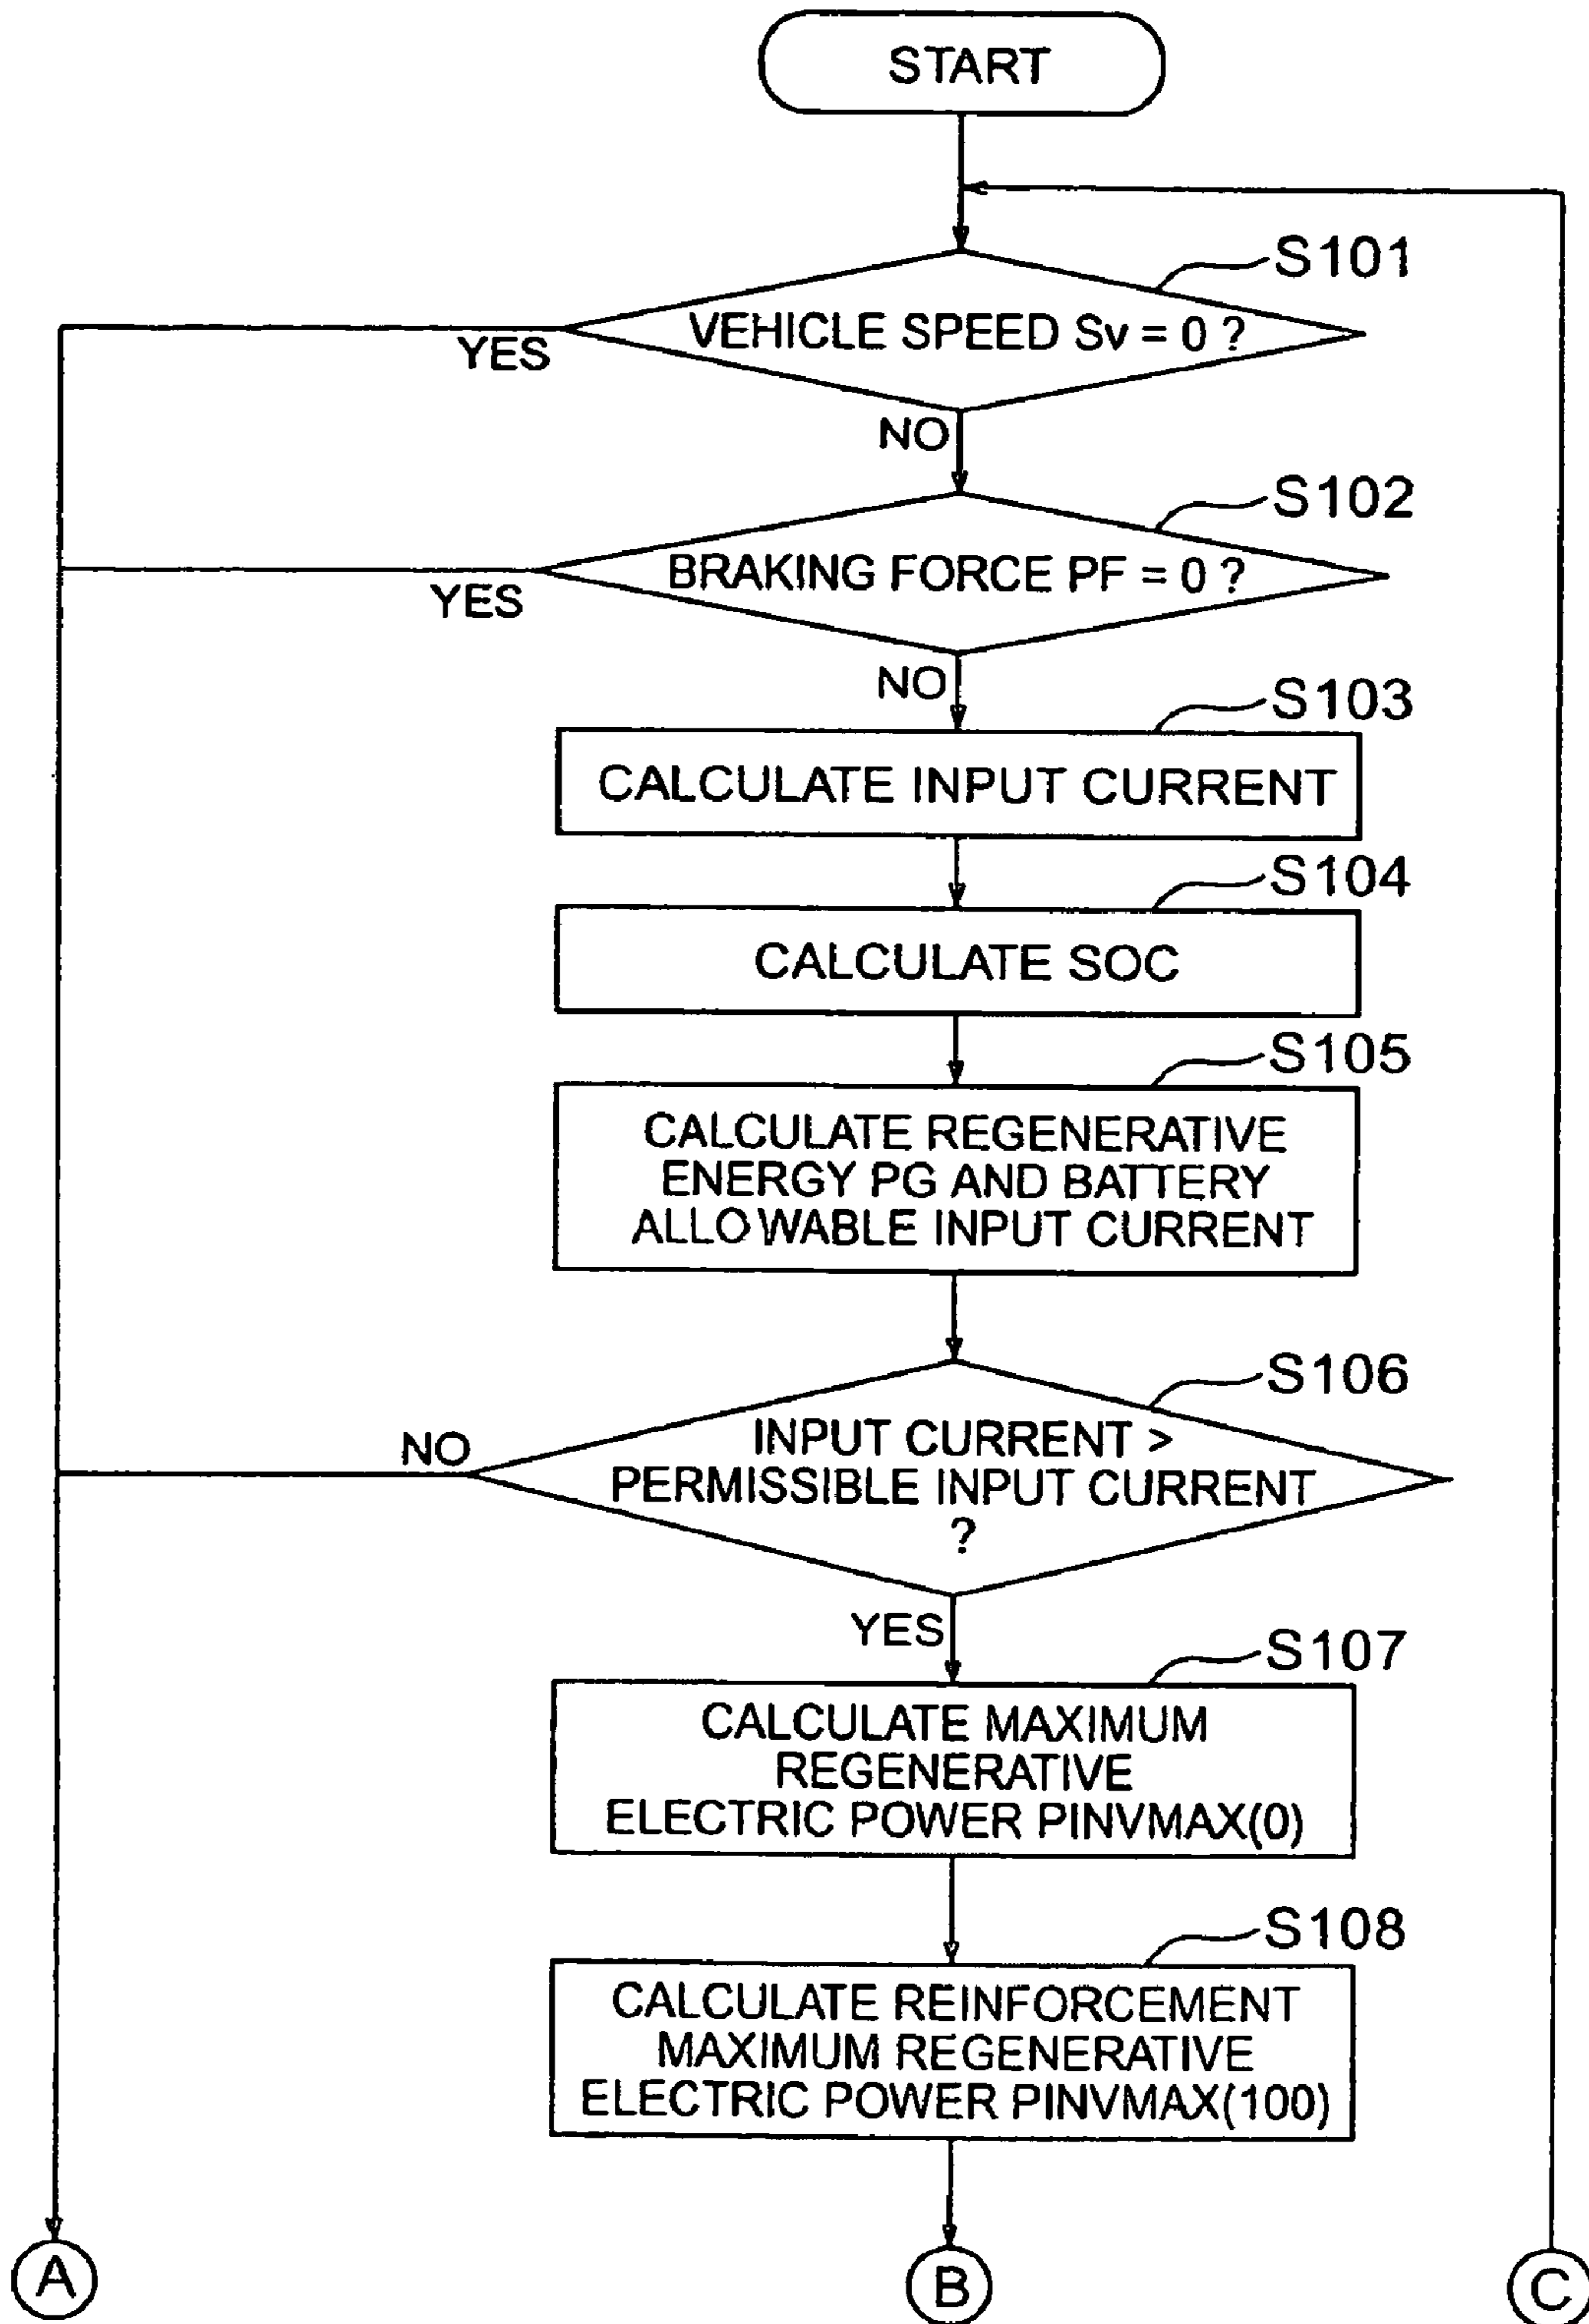 START
S101
VEHICLE SPEED Sv = 0 ?
YES
NO
S102
BRAKING FORCE PF = 0 ?
YES
NO
S103
CALCULATE INPUT CURRENT
S104
CALCULATE SOC
S105
CALCULATE REGENERATIVE
ENERGY PG AND BATTERY
ALLOWABLE INPUT CURRENT
S106
NO
INPUT CURRENT >
PERMISSIBLE INPUT CURRENT
?
YES
S107
CALCULATE MAXIMUM
REGENERATIVE
ELECTRIC POWER PINVMAX(0)
S108
CALCULATE REINFORCEMENT
MAXIMUM REGENERATIVE
ELECTRIC POWER PINVMAX(100)
A
B
C